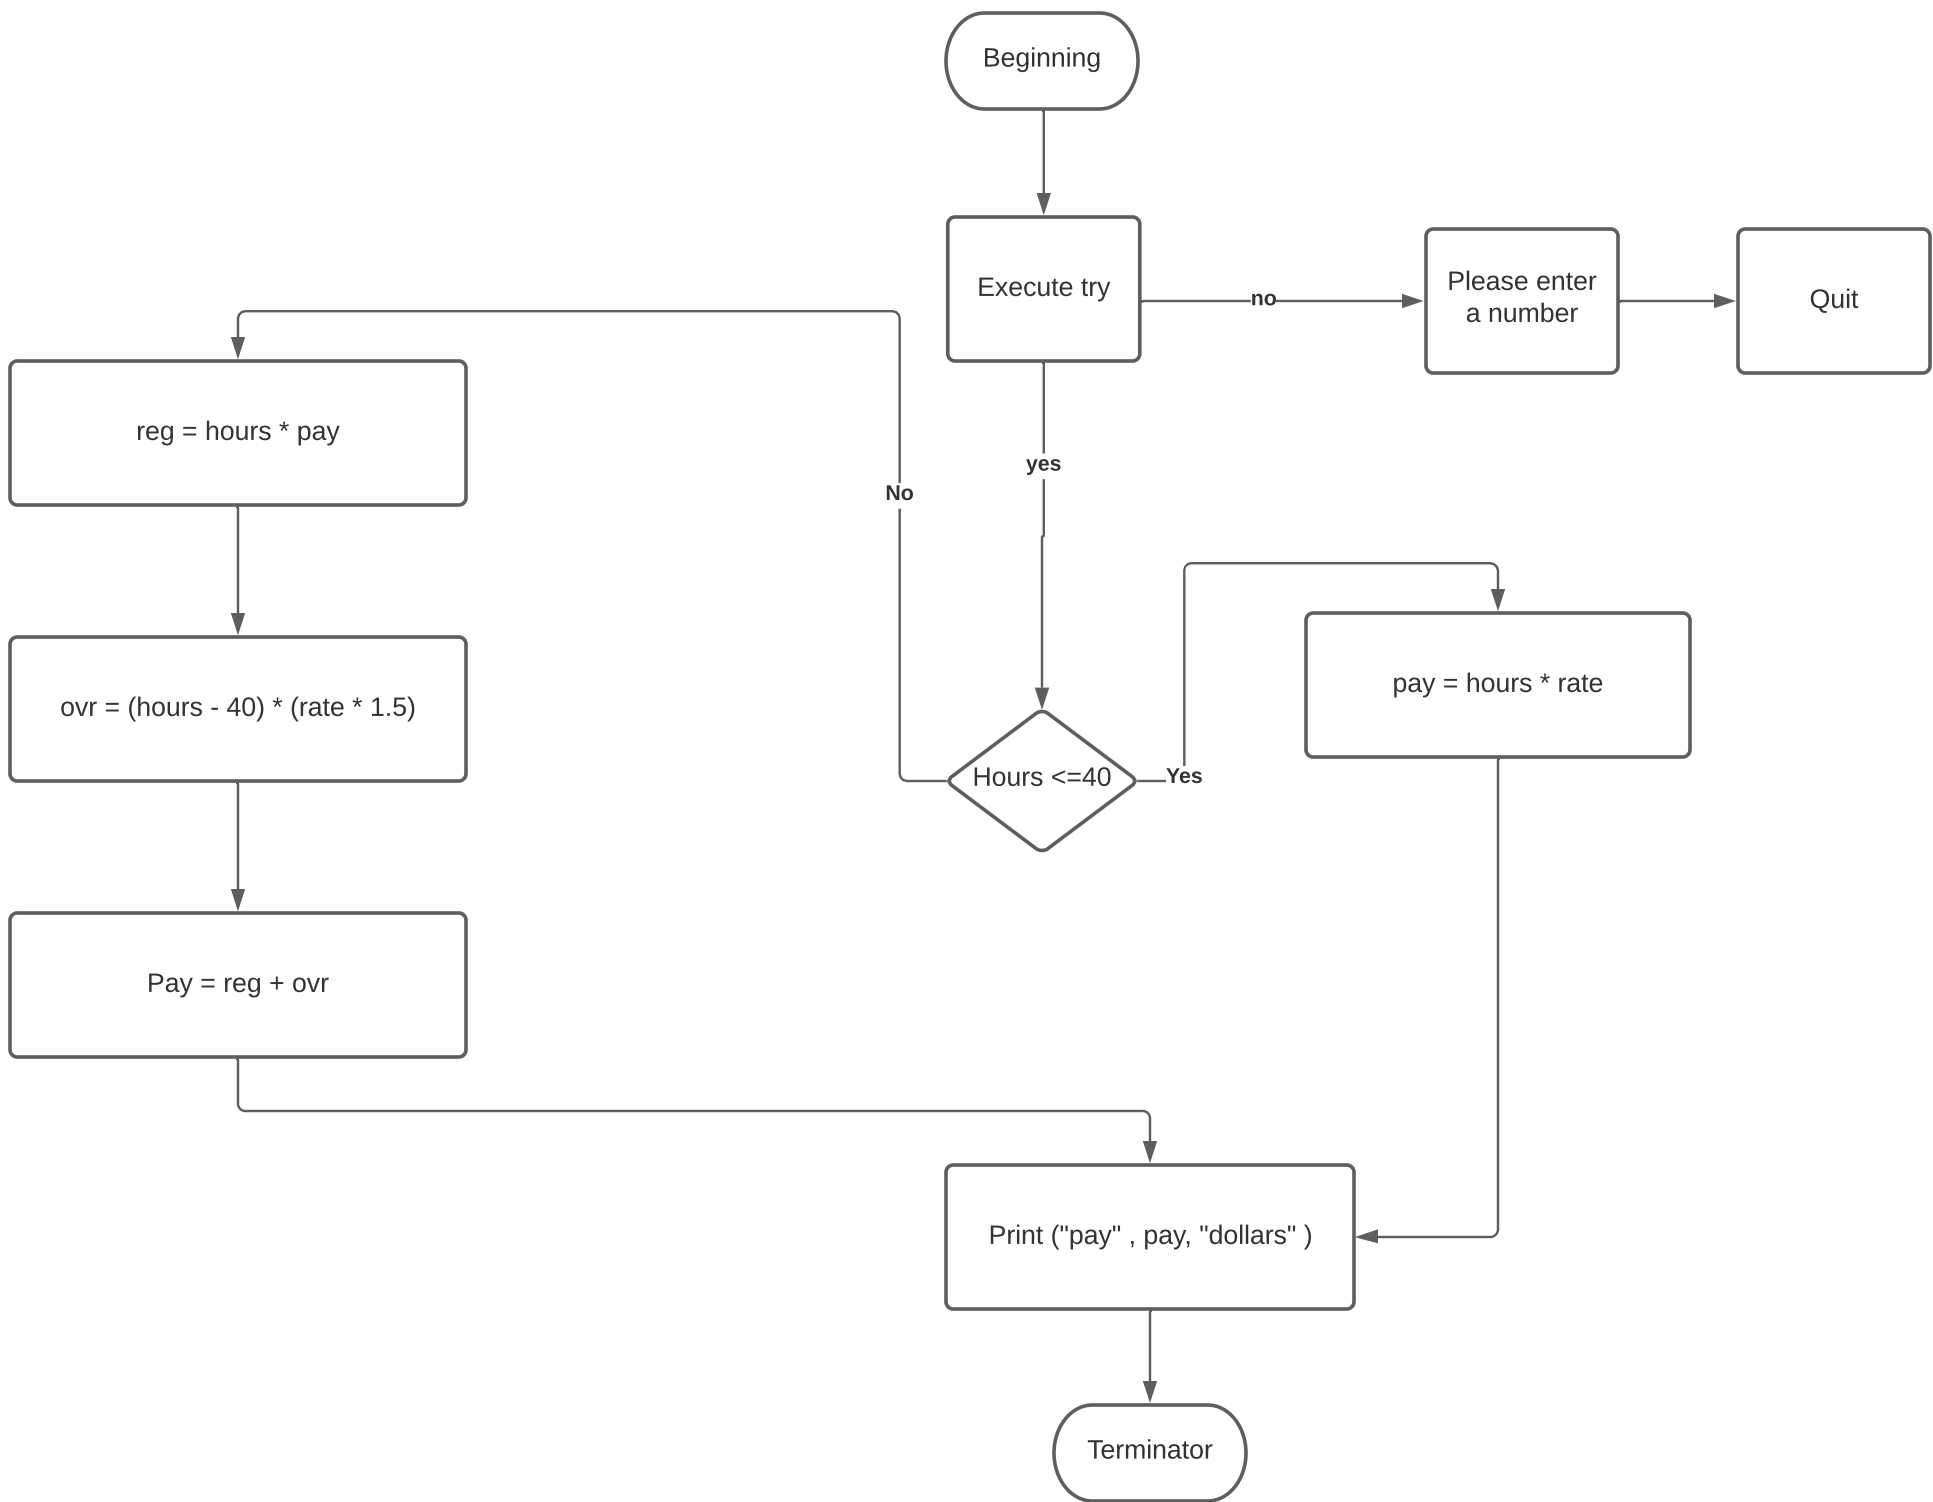 Beginning
Execute try
no
Please enter
a number
Quit
reg = hours * pay
yes
No
ovr = (hours - 40) * (rate * 1.5)
Hours <=40
Yes
pay = hours * rate
Pay = reg + ovr
Print ("pay" , pay, "dollars" )
Terminator